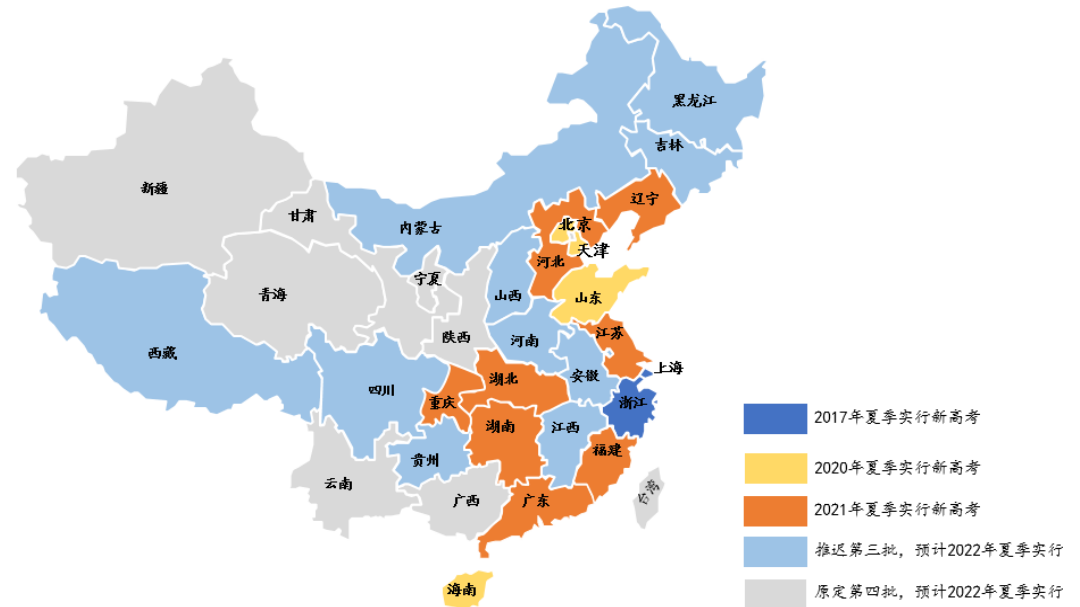 黑龙江
吉林
新疆
辽宁
甘肃
北京
内蒙古
天津
河北
宁夏
青海
山西
山东
江苏
陕西
河南
西藏
上海
安徽
湖北
四川
重庆
浙江
湖南
江西
福建
贵州
云南
台湾
广西
广东
海南
2017年夏季实行新高考
2020年夏季实行新高考
2021年夏季实行新高考
推迟第三批，预计2022年夏季实行
原定第四批，预计2022年夏季实行